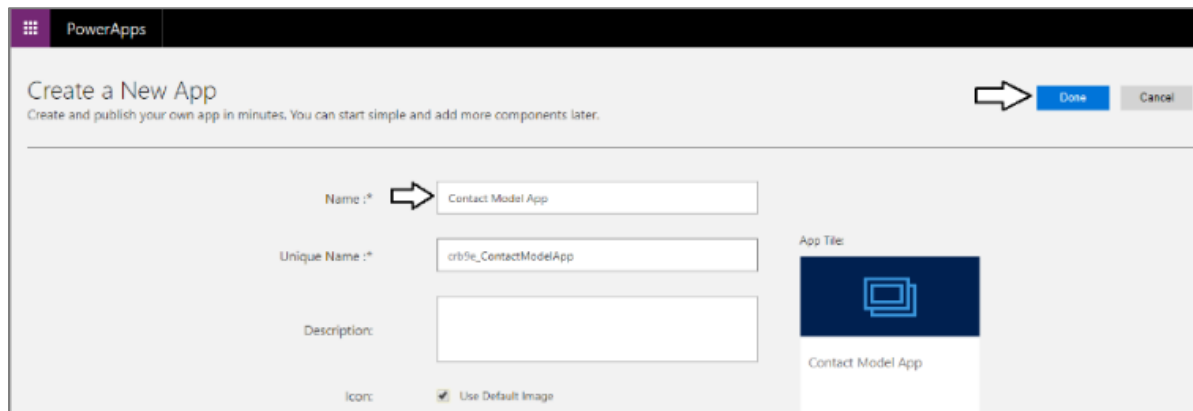 PowerApps
Create a New App
Create and publish your own app in minutes. You can start simple and add more components later.
Done Cancel
Name :* Contact Model App
Unique Name :* crb9e_ContactModelApp
App Tile:
Description:
Contact Model App
Icon: Use Default Image